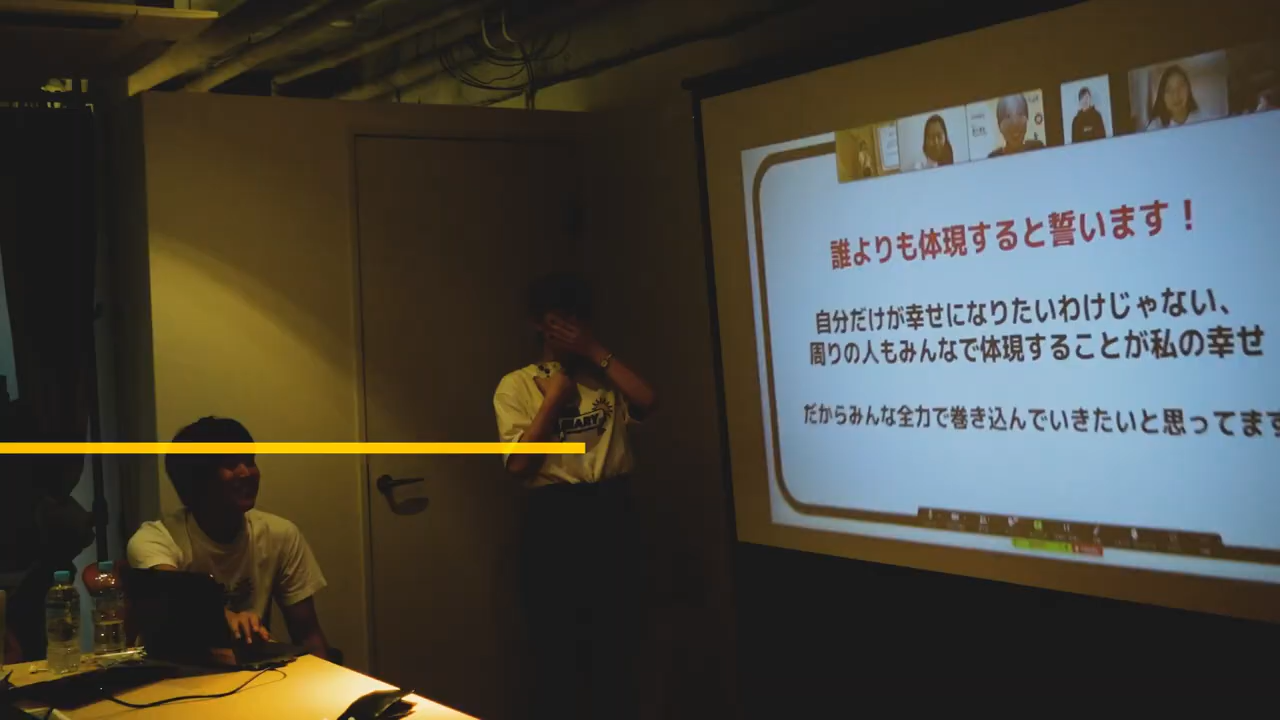 誰よりも体現すると誓います！
自分だけが幸せになりたいわけじゃない、
周りの人もみんなで体現することが私の幸せ
だからみんな全力で巻き込んでいきたいと思ってます